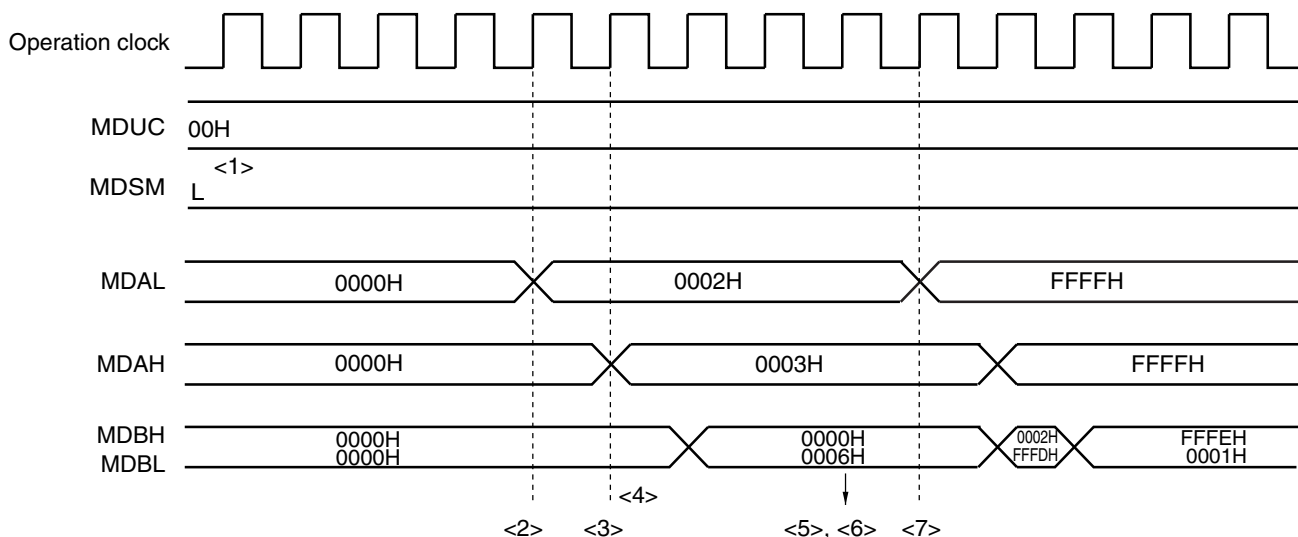 Operation clock
MDUC 00H
<1>
MDSM L
MDAL 0000H 0002H FFFFH
MDAH 0000H 0003H FFFFH
MDBH 0000H 0000H 0002H FFFEH
MDBL 0000H 0006H FFFDH 0001H
<4>
<2> <3> <5>, <6> <7>